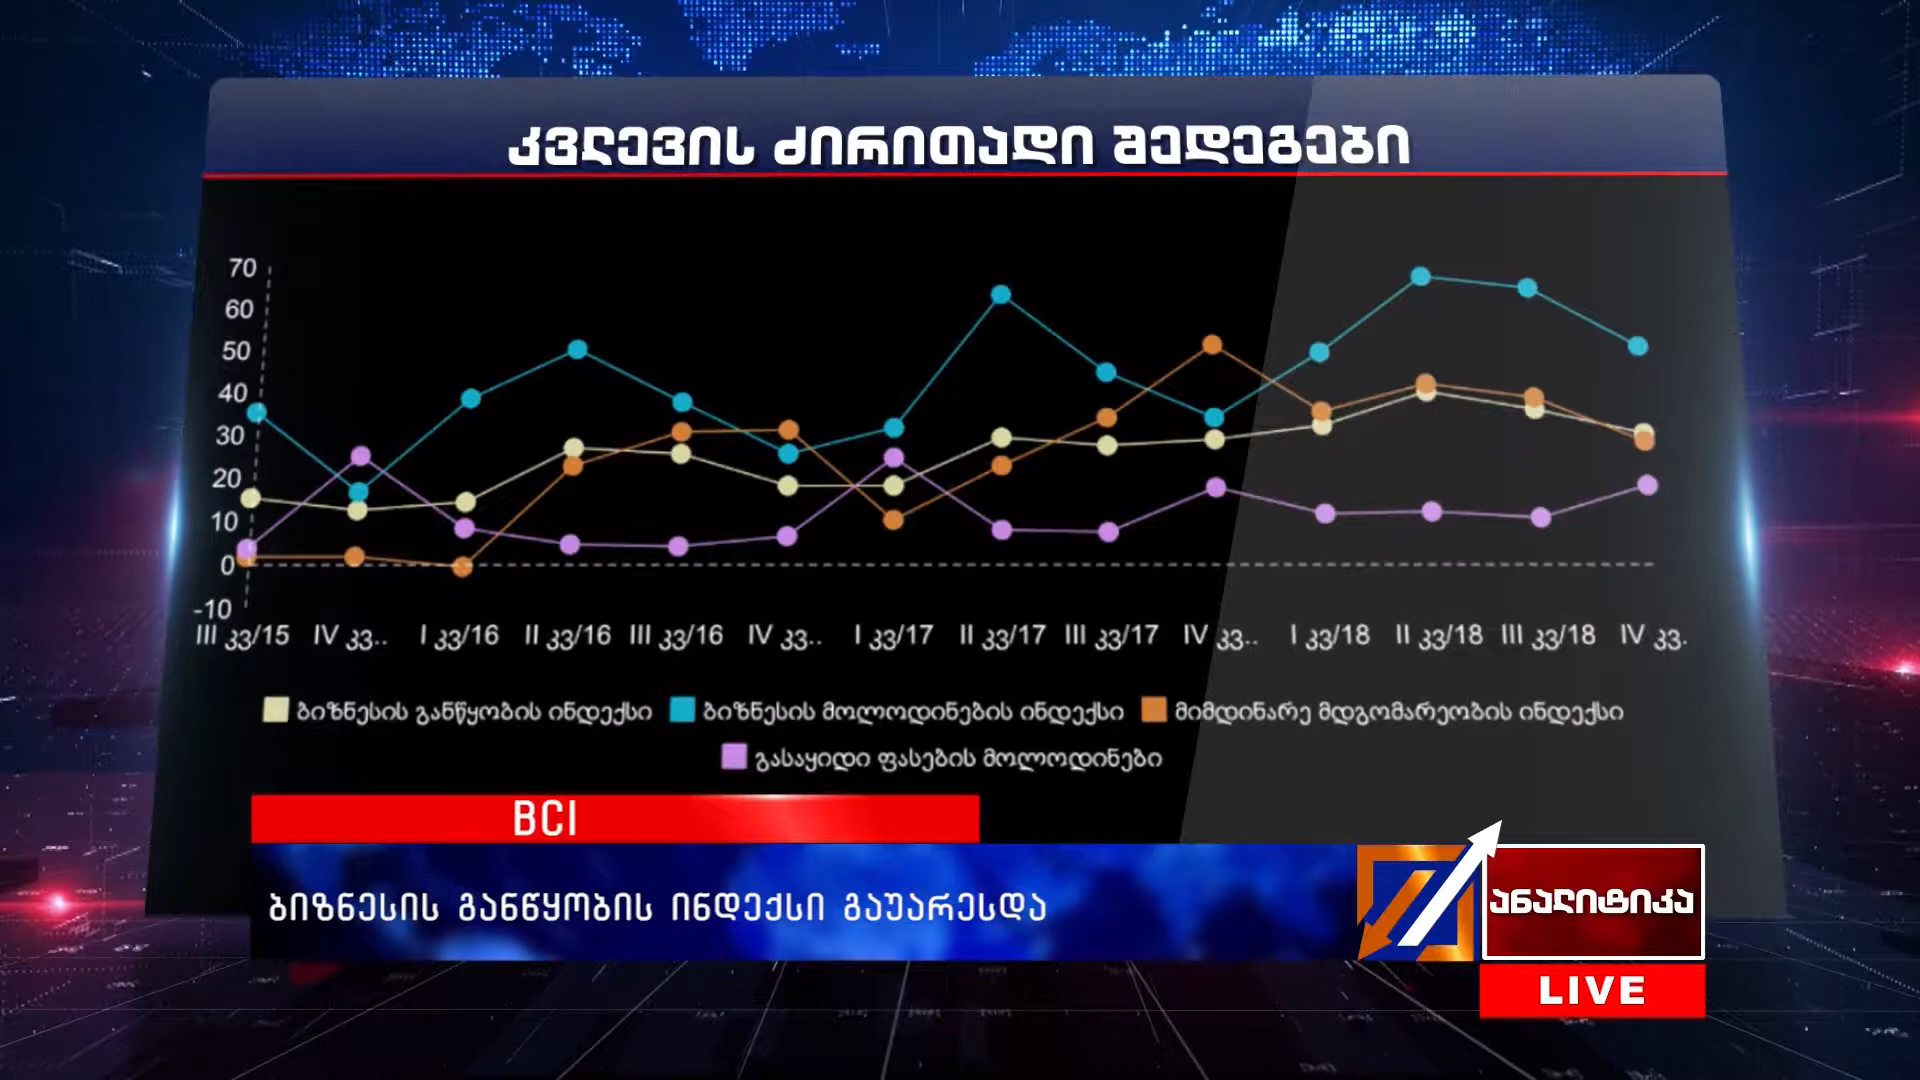 კვლევის ძირითადი შედეგები
70
60
50
40
30
20
10
0
-10
III კვ/15 IV კვ.. I კვ/16 II კვ/16 III კვ/16 IV კვ.. I კვ/17 II კვ/17 III კვ/17 IV კვ.. I კვ/18 II კვ/18 III კვ/18 IV კვ.
ბიზნესის განწყობის ინდექსი ბიზნესის მოლოდინების ინდექსი მიმდინარე მდგომარეობის ინდექსი
გასაყიდი ფასების მოლოდინები
BCI
ბიზნესის განწყობის ინდექსი გაუარესდა
ანალიტიკა
LIVE